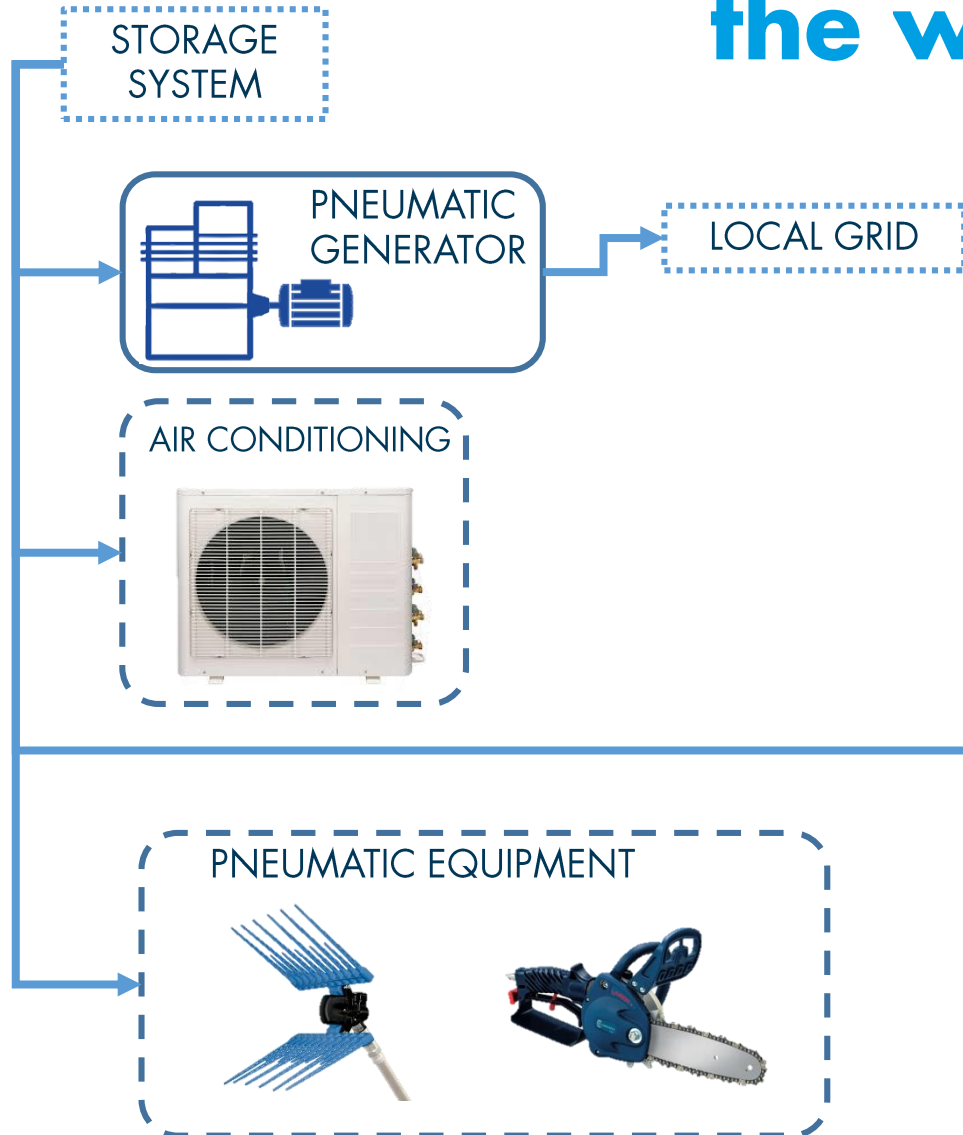 the w
STORAGE
SYSTEM
PNEUMATIC
GENERATOR
LOCAL GRID
AIR CONDITIONING
PNEUMATIC EQUIPMENT